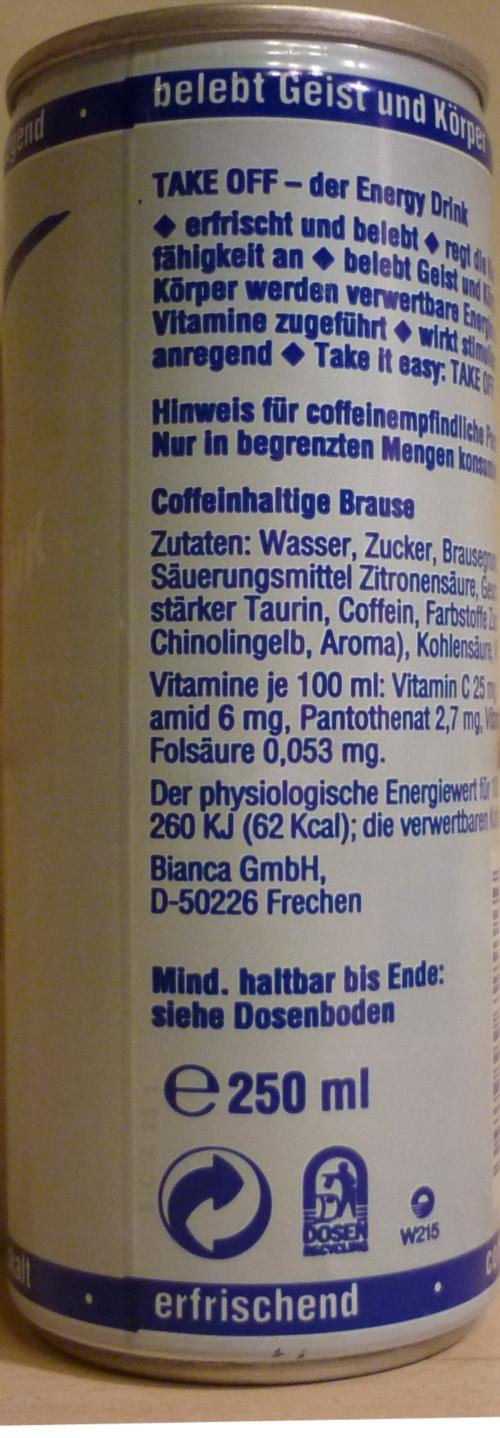 belebt Geist und Körper
TAKE OFF – der Energy Drink
◆ erfrischt und belebt ◆ regt die
fähigkeit an ◆ belebt Geist und
Körper werden verwertbare
Vitamine zugeführt ◆ wirkt
anregend ◆ Take it easy: TAKE
Hinweis für coffeinempfindliche
Nur in begrenzten Mengen
Coffeinhaltige Brause
Zutaten: Wasser, Zucker,
Säuerungsmittel Zitronensäure,
stärker Taurin, Coffein, Farbstoffe
Chinolingelb, Aroma), Kohlensäure,
Vitamine je 100 ml: Vitamin C 25
amid 6 mg, Pantothenat 2,7 mg,
Folsäure 0,053 mg.
Der physiologische Energiewert für
260 KJ (62 Kcal); die verwertbaren
Bianca GmbH,
D-50226 Frechen
Mind. haltbar bis Ende:
siehe Dosenboden
e 250 ml
DOSEN
RECYCLING
W215
erfrischend